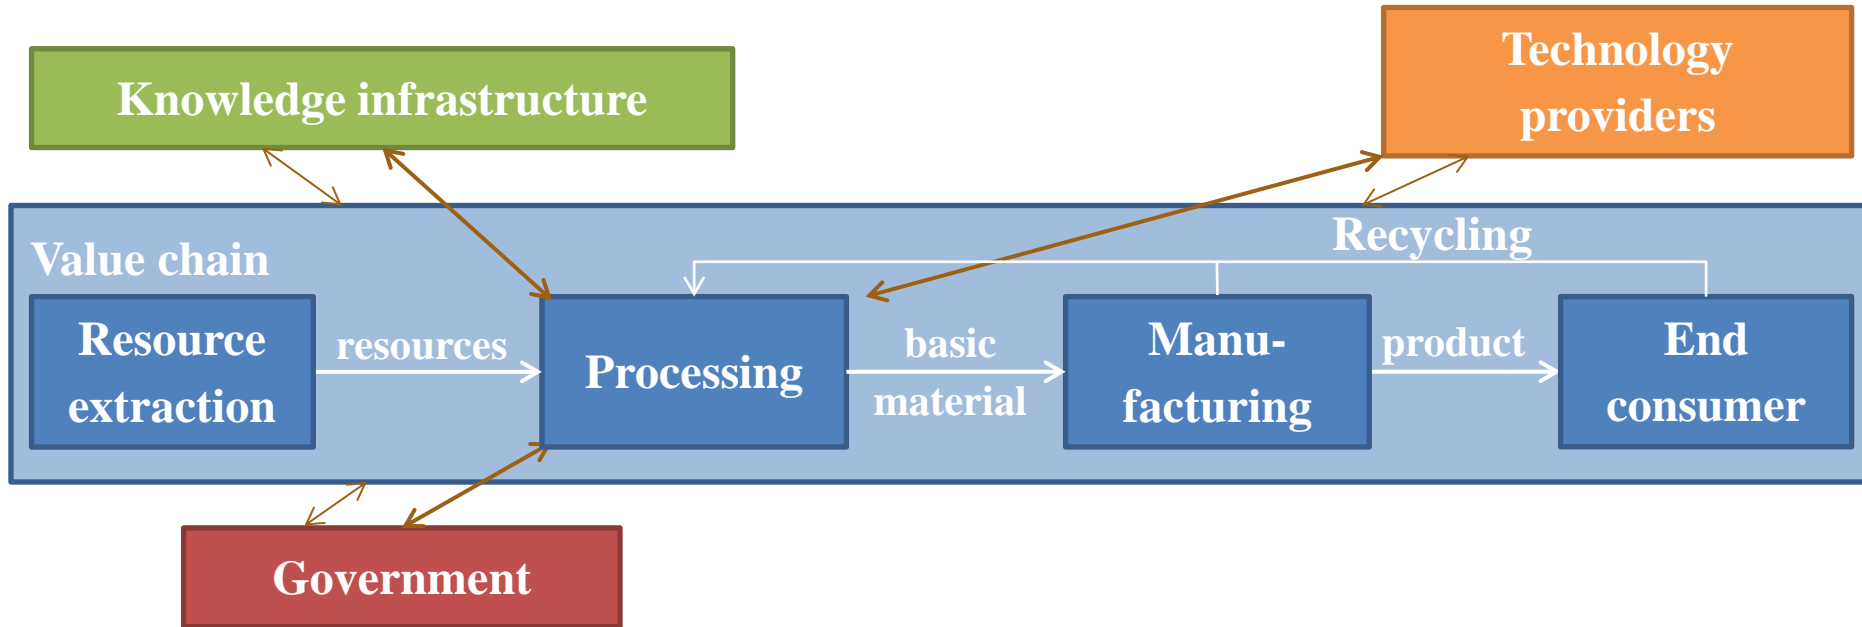 Knowledge infrastructure
Technology
providers
Value chain
Recycling
Resource
extraction
resources
Processing
basic
material
Manu-
facturing
product
End
consumer
Government